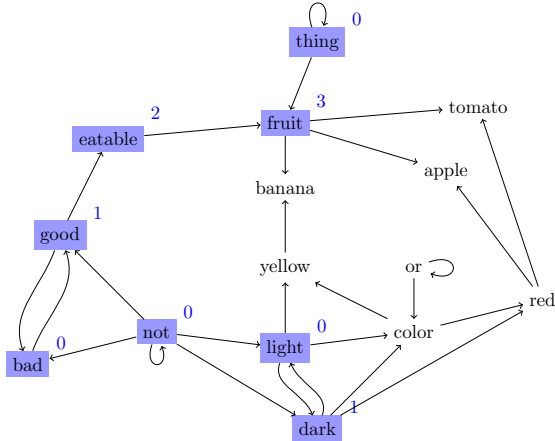 0
thing
3
fruit
tomato
2
eatable
apple
banana
1
good
yellow
or
red
0
not
0
light
color
0
bad
1
dark